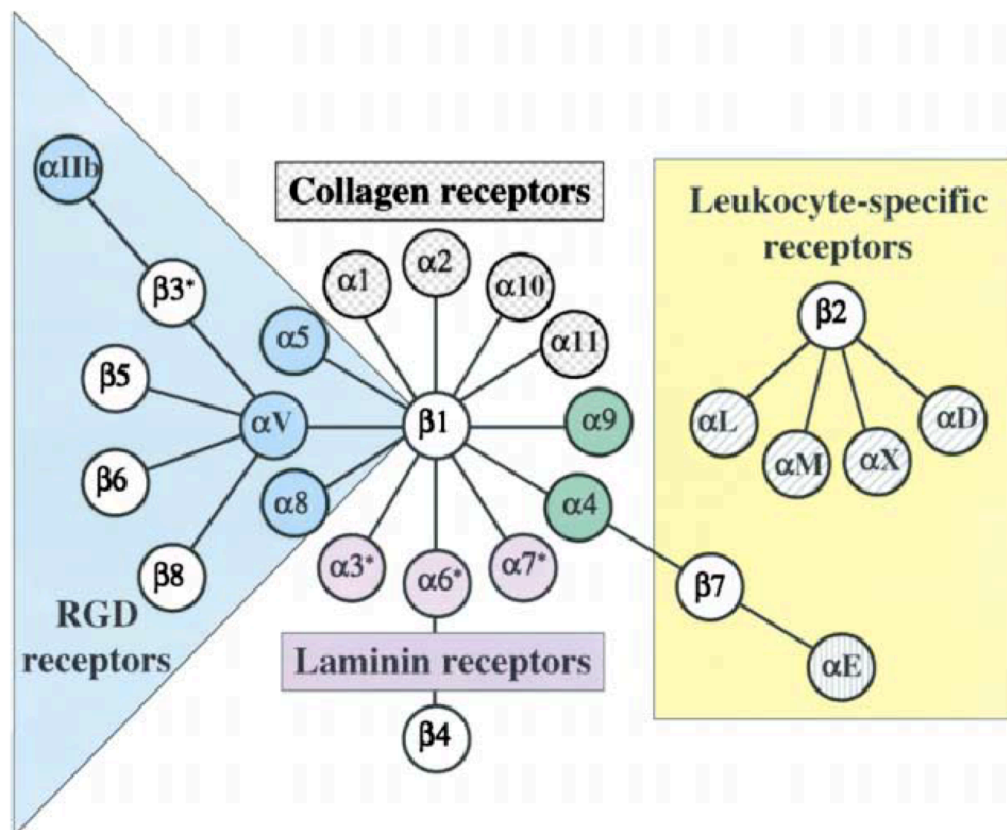 αIIb
Collagen receptors
Leukocyte-specific
receptors
α2
α1
α10
β3*
β2
α5
α11
β5
αV
β1
α9
αL
αD
αM
αX
β6
α8
α4
β8
α3*
α6*
α7*
β7
RGD
receptors
Laminin receptors
αE
β4